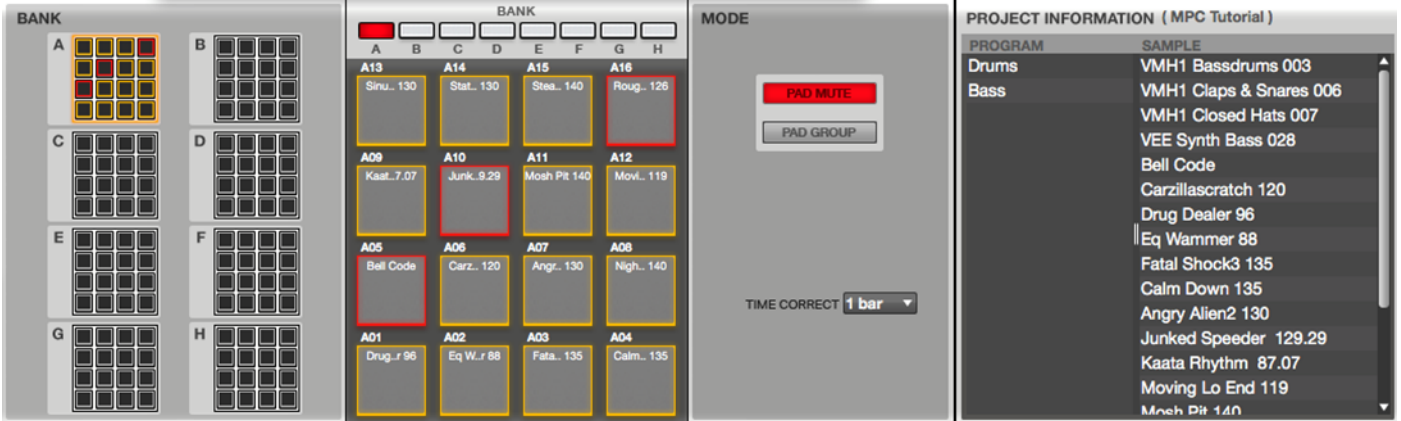 BANK
A B
C D
E F
G H
BANK
A B C D E F G H
A13 A14 A15 A16
Sinu.. 130 Stat.. 130 Stea.. 140 Roug.. 126
A09 A10 A11 A12
Kaat..7.07 Junk..9.29 Mosh Pit 140 Movi.. 119
A05 A06 A07 A08
Bell Code Carz.. 120 Angr.. 130 Nigh.. 140
A01 A02 A03 A04
Drug..r 96 Eq W..r 88 Fata.. 135 Calm.. 135
MODE
PAD MUTE
PAD GROUP
TIME CORRECT 1 bar
PROJECT INFORMATION ( MPC Tutorial )
PROGRAM SAMPLE
Drums VMH1 Bassdrums 003
Bass VMH1 Claps & Snares 006
VMH1 Closed Hats 007
VEE Synth Bass 028
Bell Code
Carzillascratch 120
Drug Dealer 96
Eq Wammer 88
Fatal Shock3 135
Calm Down 135
Angry Alien2 130
Junked Speeder 129.29
Kaata Rhythm 87.07
Moving Lo End 119
Mosh Pit 140